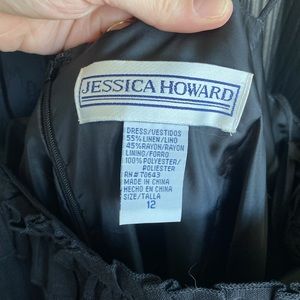 JESSICA HOWARD
DRESS/VESTIDOS
55% LINEN/LINO
45% RAYON/RAYON
LINING/FORRO
100% POLYESTER/
POLIESTER
RN# 70643
MADE IN CHINA
HECHO EN CHINA
SIZE/TALLA
12